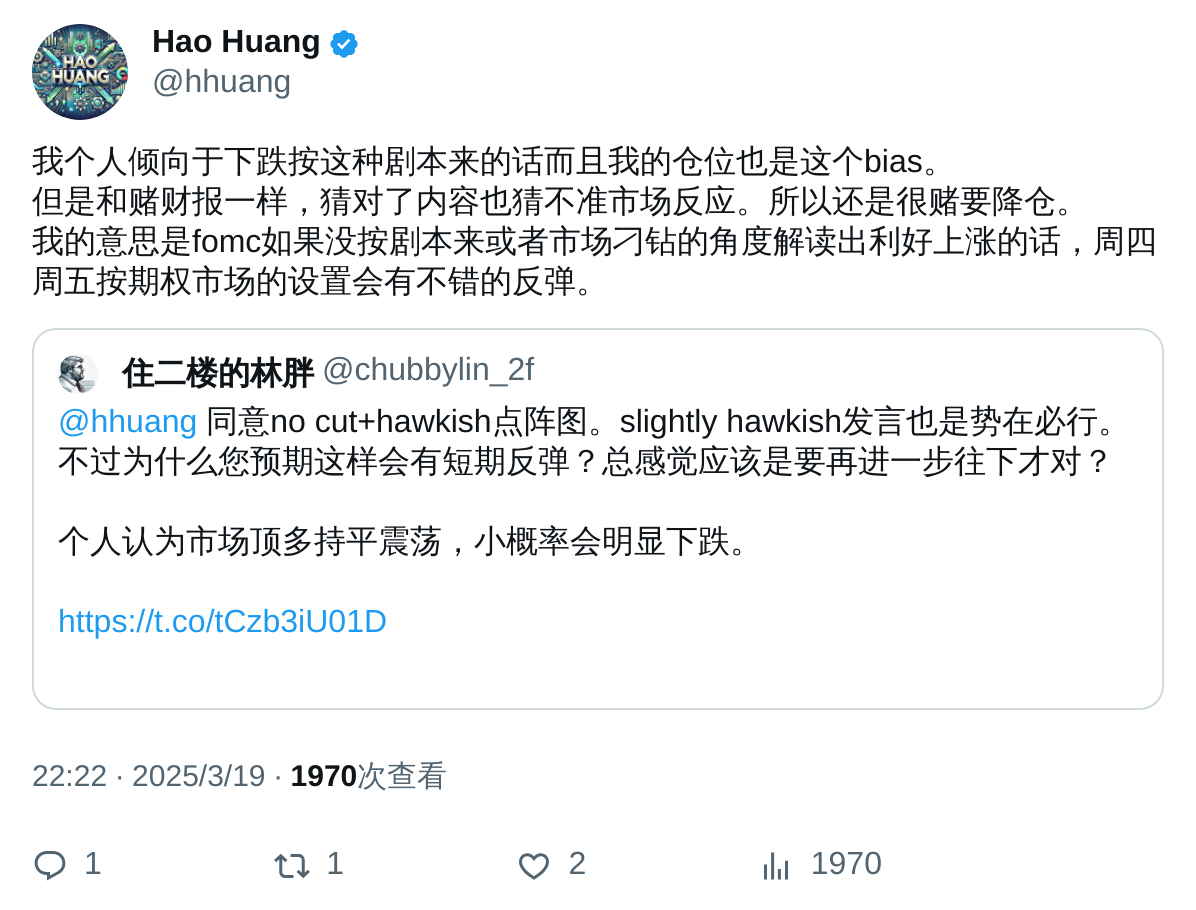 HAO
HUANG
Hao Huang
@hhuang
我个人倾向于下跌按这种剧本来的话而且我的仓位也是这个bias。
但是和赌财报一样，猜对了内容也猜不准市场反应。所以还是很赌要降仓。
我的意思是fomc如果没按剧本来或者市场刁钻的角度解读出利好上涨的话，周四
周五按期权市场的设置会有不错的反弹。
住二楼的林胖 @chubbylin_2f
@hhuang 同意no cut+hawkish点阵图。slightly hawkish发言也是势在必行。
不过为什么您预期这样会有短期反弹？总感觉应该是要再进一步往下才对？
个人认为市场顶多持平震荡，小概率会明显下跌。
https://t.co/tCzb3iU01D
22:22 · 2025/3/19 · 1970次查看
1 1 2 1970